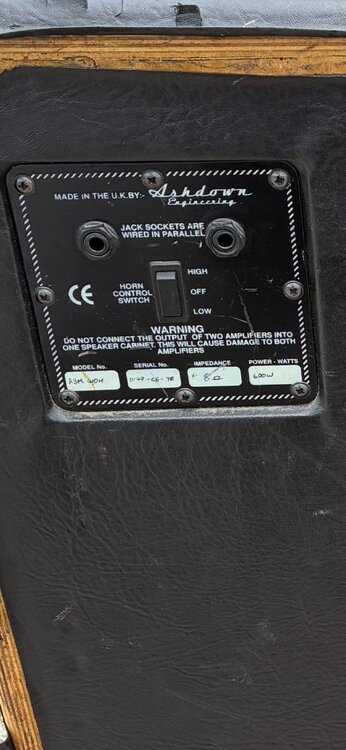 MADE IN THE U.K. BY:- Ashdown
Engineering
JACK SOCKETS ARE
WIRED IN PARALLEL
HIGH
HORN
CONTROL
SWITCH
OFF
LOW
CE
WARNING
DO NOT CONNECT THE OUTPUT OF TWO AMPLIFIERS INTO
ONE SPEAKER CABINET. THIS WILL CAUSE DAMAGE TO BOTH
AMPLIFIERS
MODEL No. SERIAL No. IMPEDANCE POWER - WATTS
8 Ω 600W